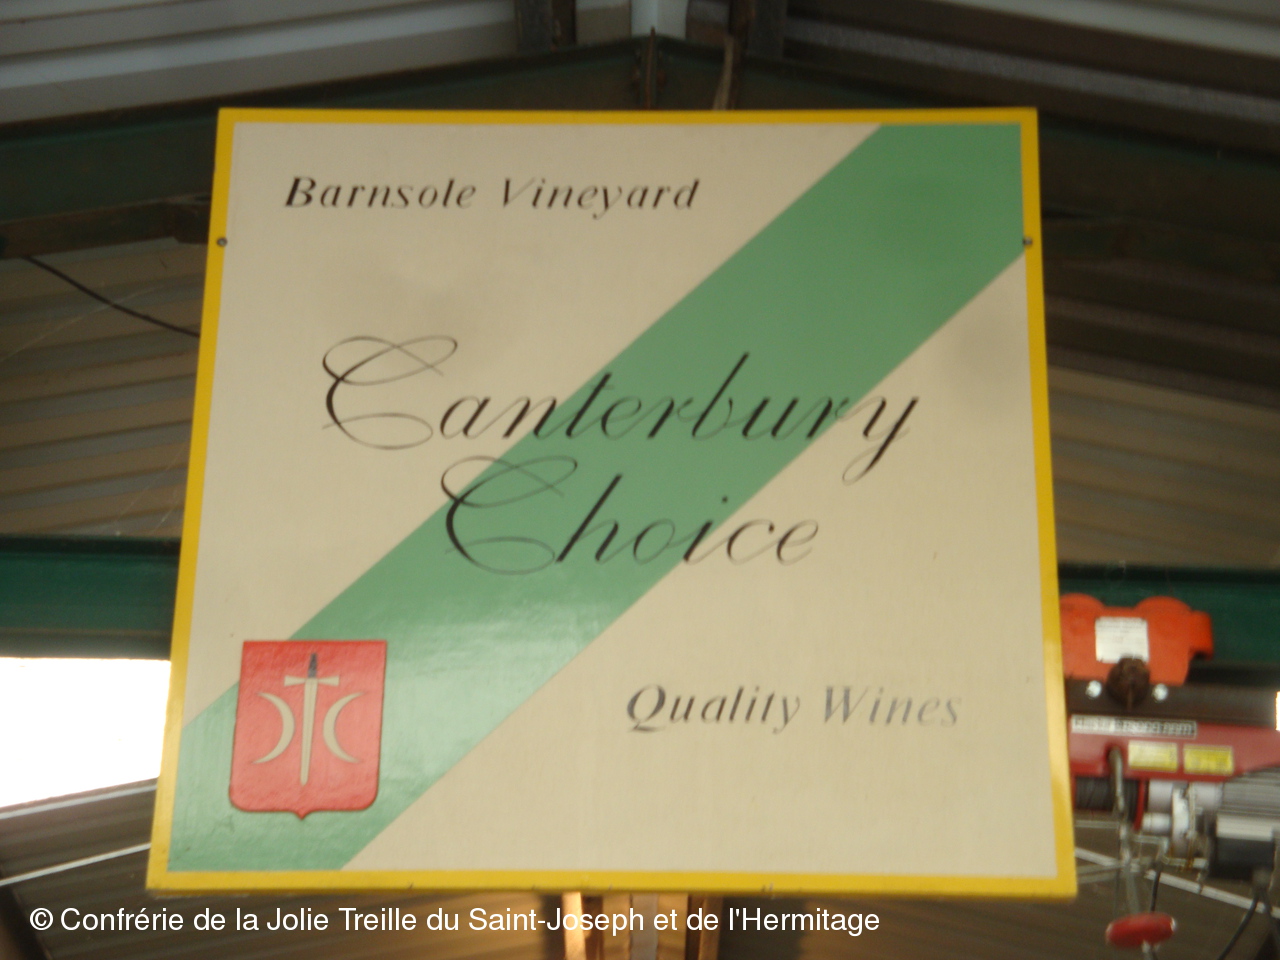 Barnsole Vineyard
Canterbury
Choice
Quality Wines
© Confrérie de la Jolie Treille du Saint-Joseph et de l'Hermitage